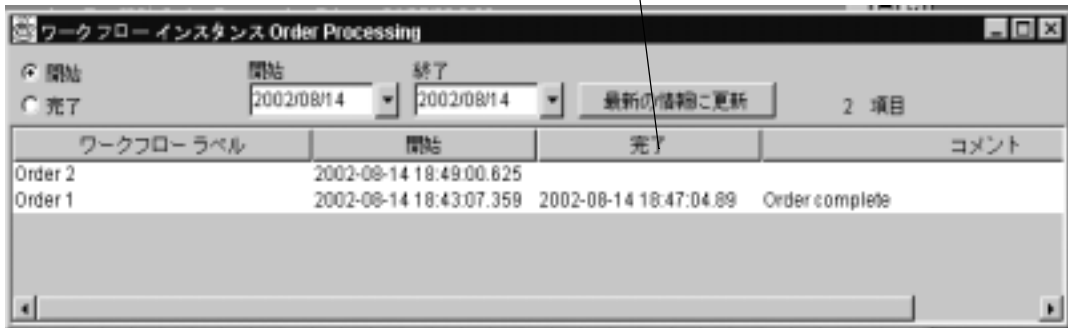 ワークフロー インスタンス Order Processing
開始
開始
終了
完了
2002/08/14
2002/08/14
最新の情報に更新
2 項目
ワークフロー ラベル 開始 完了 コメント
Order 2 2002-08-14 18:49:00.625
Order 1 2002-08-14 18:43:07.359 2002-08-14 18:47:04.89 Order complete